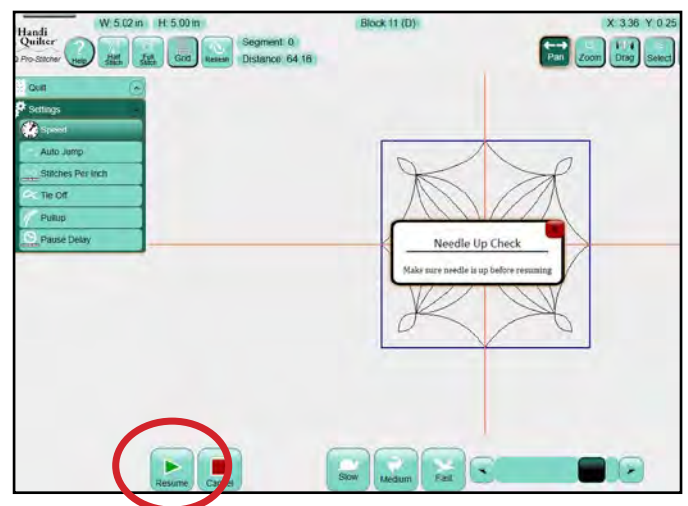 W: 5.02 in H: 5.00 in Block 11 (D) X: 3.36 Y: 0.25
Handi
Quilter
Pro-Stitcher
Help
Half
Stitch
Full
Stitch
Grid
Refresh
Segment: 0
Distance: 64.16
Pan
Zoom
Drag
Select
Quilt
Settings
Speed
Auto Jump
Stitches Per Inch
Tie Off
Pullup
Pause Delay
Needle Up Check
Make sure needle is up before resuming
Resume
Cancel
Slow
Medium
Fast